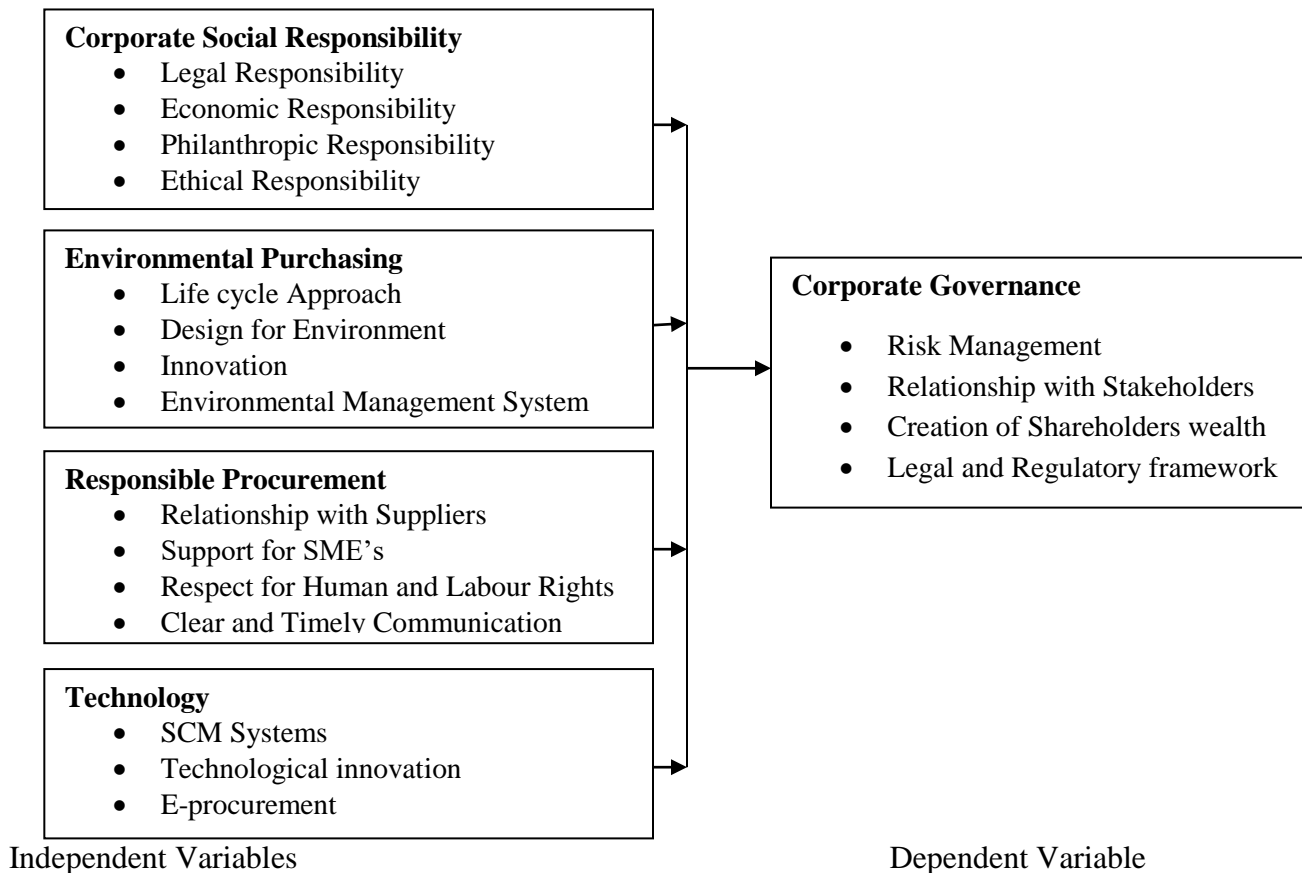 Corporate Social Responsibility
• Legal Responsibility
• Economic Responsibility
• Philanthropic Responsibility
• Ethical Responsibility
Environmental Purchasing
• Life cycle Approach
• Design for Environment
• Innovation
• Environmental Management System
Responsible Procurement
• Relationship with Suppliers
• Support for SME’s
• Respect for Human and Labour Rights
• Clear and Timely Communication
Technology
• SCM Systems
• Technological innovation
• E-procurement
Independent Variables
Corporate Governance
• Risk Management
• Relationship with Stakeholders
• Creation of Shareholders wealth
• Legal and Regulatory framework
Dependent Variable